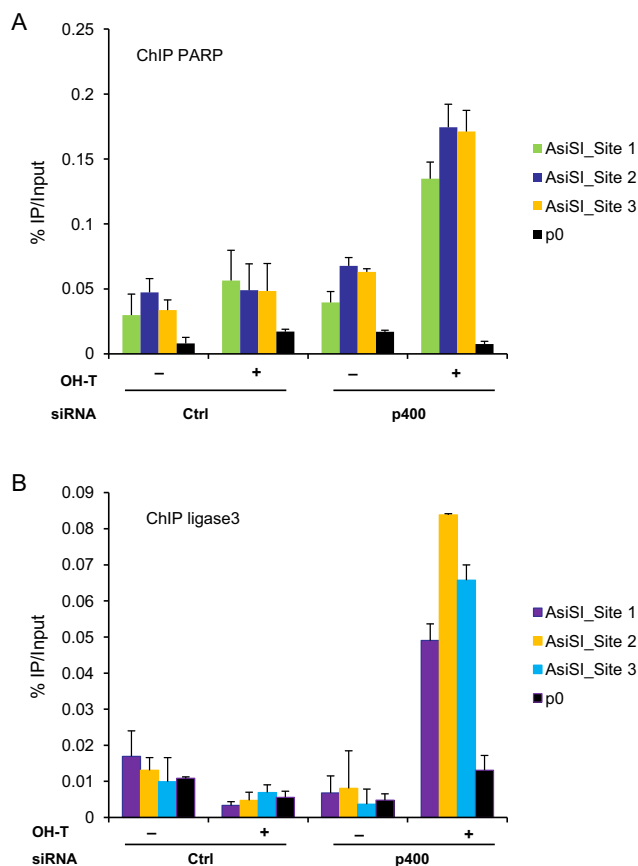 A
ChIP PARP
% IP/Input
0.25
0.2
0.15
0.1
0.05
0
AsiSI_Site 1
AsiSI_Site 2
AsiSI_Site 3
p0
OH-T – + – +
siRNA Ctrl p400
B
ChIP ligase3
% IP/Input
0.09
0.08
0.07
0.06
0.05
0.04
0.03
0.02
0.01
0
AsiSI_Site 1
AsiSI_Site 2
AsiSI_Site 3
p0
OH-T – + – +
siRNA Ctrl p400